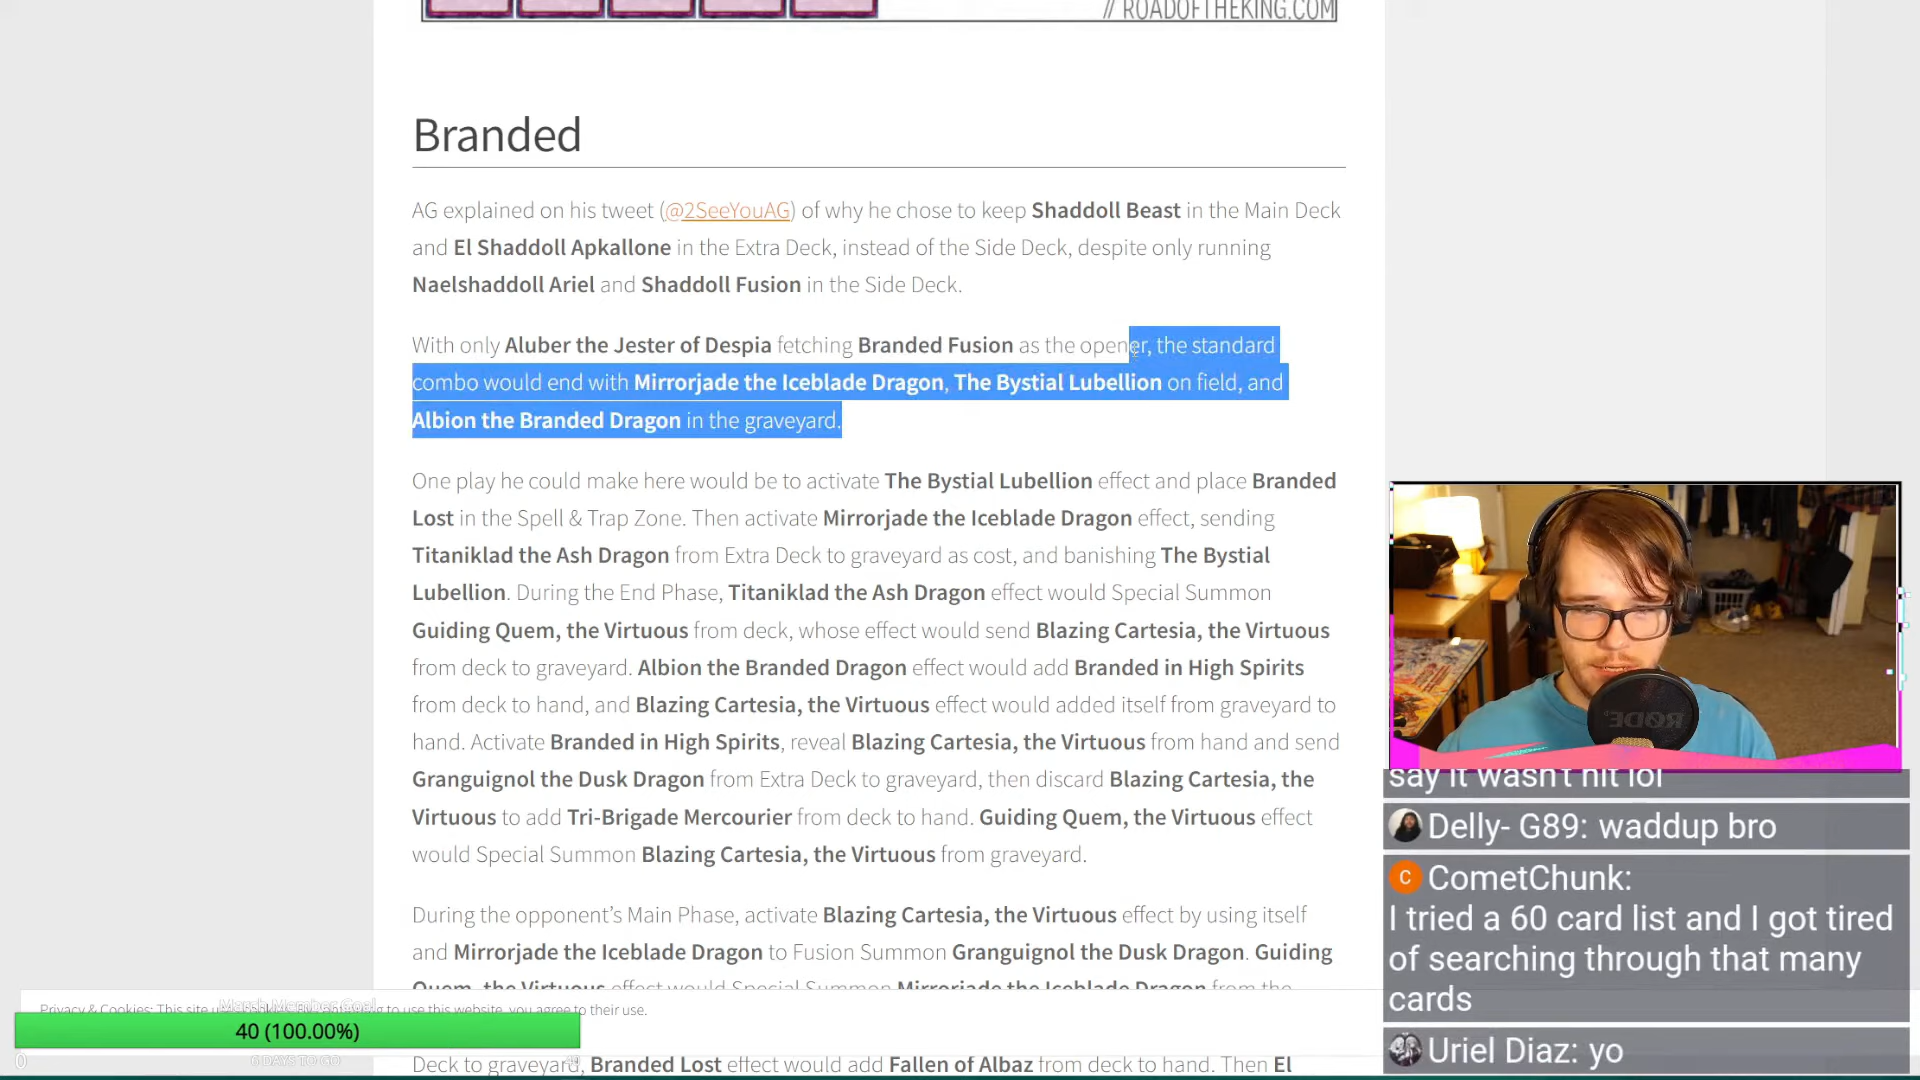 // ROADOFTHEKING.COM
Branded
AG explained on his tweet (@2SeeYouAG) of why he chose to keep Shaddoll Beast in the Main Deck
and El Shaddoll Apkallone in the Extra Deck, instead of the Side Deck, despite only running
Naelshaddoll Ariel and Shaddoll Fusion in the Side Deck.
With only Aluber the Jester of Despia fetching Branded Fusion as the opener, the standard
combo would end with Mirrorjade the Iceblade Dragon, The Bystial Lubellion on field, and
Albion the Branded Dragon in the graveyard.
One play he could make here would be to activate The Bystial Lubellion effect and place Branded
Lost in the Spell & Trap Zone. Then activate Mirrorjade the Iceblade Dragon effect, sending
Titaniklad the Ash Dragon from Extra Deck to graveyard as cost, and banishing The Bystial
Lubellion. During the End Phase, Titaniklad the Ash Dragon effect would Special Summon
Guiding Quem, the Virtuous from deck, whose effect would send Blazing Cartesia, the Virtuous
from deck to graveyard. Albion the Branded Dragon effect would add Branded in High Spirits
from deck to hand, and Blazing Cartesia, the Virtuous effect would added itself from graveyard to
hand. Activate Branded in High Spirits, reveal Blazing Cartesia, the Virtuous from hand and send
Granguignol the Dusk Dragon from Extra Deck to graveyard, then discard Blazing Cartesia, the
Virtuous to add Tri-Brigade Mercourier from deck to hand. Guiding Quem, the Virtuous effect
would Special Summon Blazing Cartesia, the Virtuous from graveyard.
During the opponent's Main Phase, activate Blazing Cartesia, the Virtuous effect by using itself
and Mirrorjade the Iceblade Dragon to Fusion Summon Granguignol the Dusk Dragon. Guiding
Quem, the Virtuous effect would Special Summon Mirrorjade the Iceblade Dragon from the
Privacy & Cookies: This site uses you agree to their use.
March Member Goal
40 (100.00%)
0
6 DAYS TO GO
Deck to graveyard, Branded Lost effect would add Fallen of Albaz from deck to hand. Then El
RØDE
say it wasn't hit lol
Delly- G89: waddup bro
C CometChunk:
I tried a 60 card list and I got tired
of searching through that many
cards
Uriel Diaz: yo